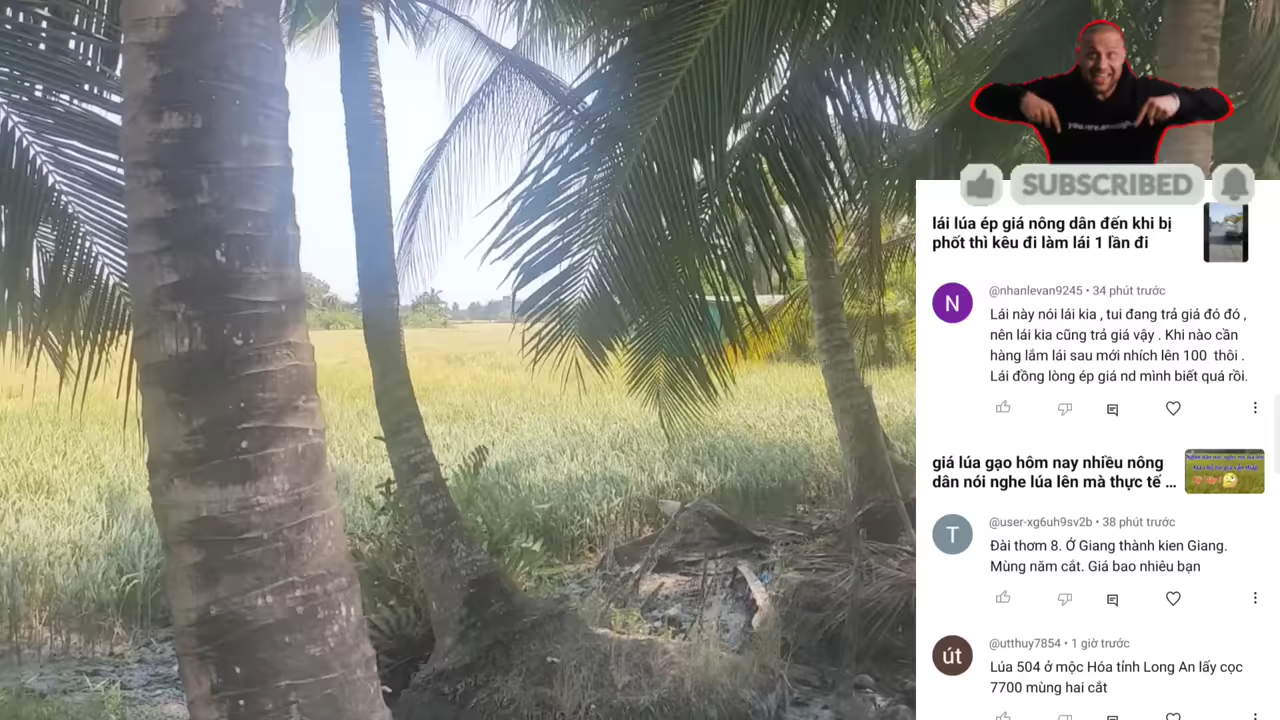 SUBSCRIBED
lái lúa ép giá nông dân đến khi bị
phốt thì kêu đi làm lái 1 lần đi
N
@nhanlevan9245 • 34 phút trước
Lái này nói lái kia , tui đang trả giá đó đó ,
nên lái kia cũng trả giá vậy . Khi nào cần
hàng lắm lái sau mới nhích lên 100 thôi .
Lái đồng lòng ép giá nd mình biết quá rồi.
giá lúa gạo hôm nay nhiều nông
dân nói nghe lúa lên mà thực tế ...
T
@user-xg6uh9sv2b • 38 phút trước
Đài thơm 8. Ở Giang thành kien Giang.
Mùng năm cắt. Giá bao nhiêu bạn
út
@utthuy7854 • 1 giờ trước
Lúa 504 ở mộc Hóa tỉnh Long An lấy cọc
7700 mùng hai cắt